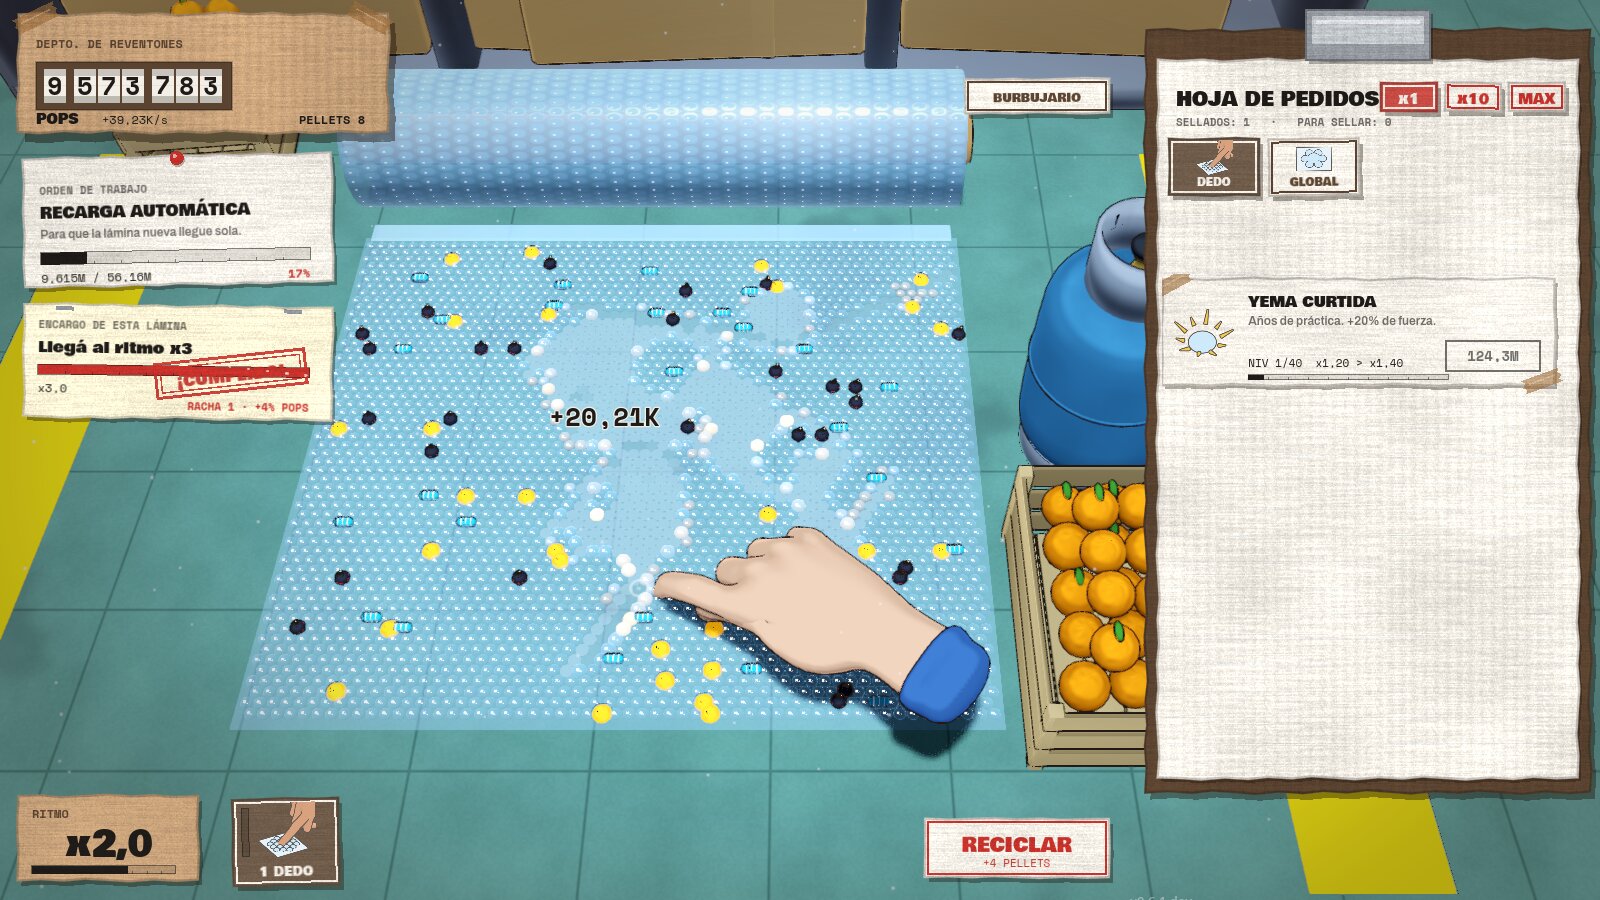 DEPTO. DE REVENTONES
9 573 783
POPS +39,23K/s PELLETS 8
ORDEN DE TRABAJO
RECARGA AUTOMÁTICA
Para que la lámina nueva llegue sola.
9,615M / 56,16M 17%
ENCARGO DE ESTA LÁMINA
Llegá al ritmo x3
x3,0
RACHA 1 · +4% POPS
+20,21K
BURBUJARIO
HOJA DE PEDIDOS x1 x10 MAX
SELLADOS: 1 · PARA SELLAR: 0
DEDO GLOBAL
YEMA CURTIDA
Años de práctica. +20% de fuerza.
NIV 1/40 x1,20 > x1,40 124,3M
RITMO
x2,0
1 DEDO
RECICLAR
+4 PELLETS